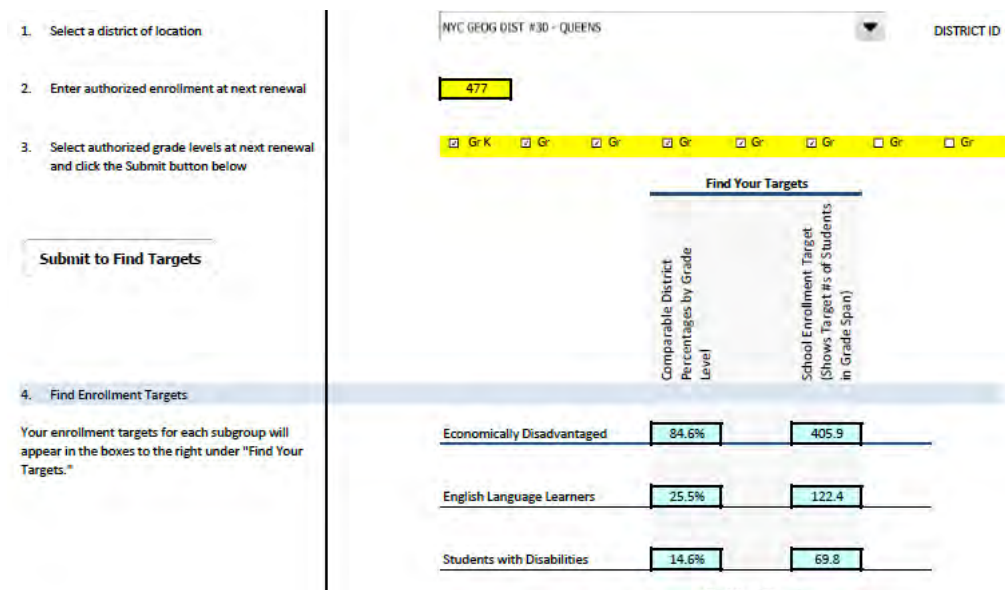 1. Select a district of location
NYC GEOG DIST #30 - QUEENS
DISTRICT ID
2. Enter authorized enrollment at next renewal
477
3. Select authorized grade levels at next renewal
and click the Submit button below
Gr K Gr Gr Gr Gr Gr Gr Gr
Find Your Targets
Submit to Find Targets
Comparable District
Percentages by Grade
Level
School Enrollment Target
(Shows Target #s of Students
in Grade Span)
4. Find Enrollment Targets
Your enrollment targets for each subgroup will
appear in the boxes to the right under "Find Your
Targets."
Economically Disadvantaged 84.6% 405.9
English Language Learners 25.5% 122.4
Students with Disabilities 14.6% 69.8